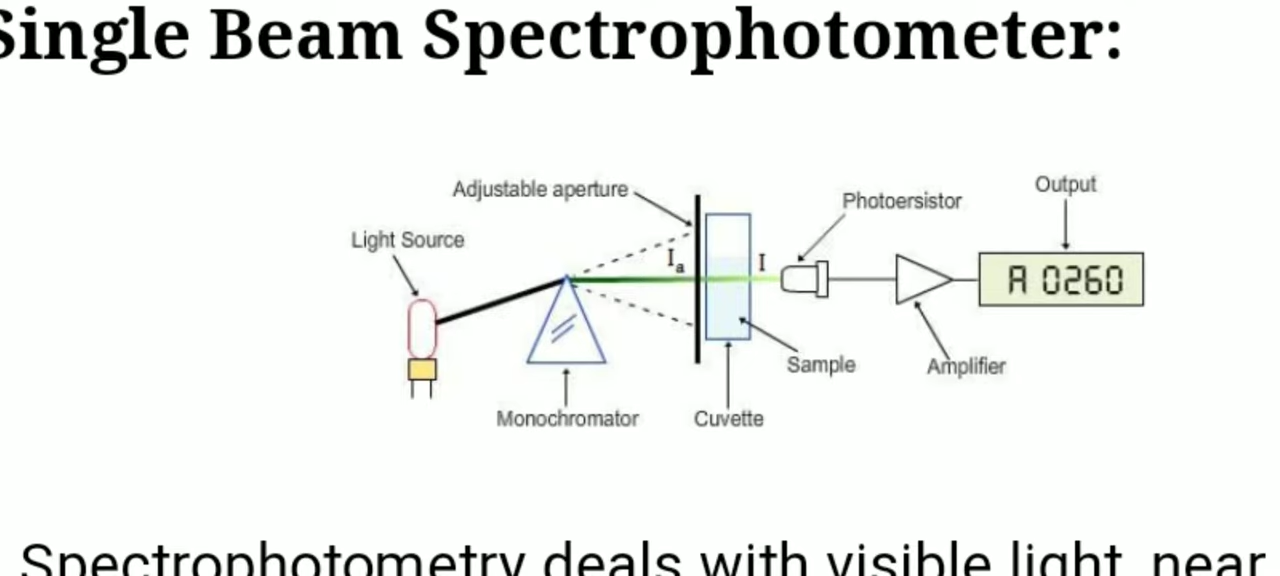 Single Beam Spectrophotometer:
Output
Adjustable aperture
Photoersistor
Light Source
Ia
I
A 0260
Sample
Amplifier
Monochromator
Cuvette
Spectrophotometry deals with visible light, near